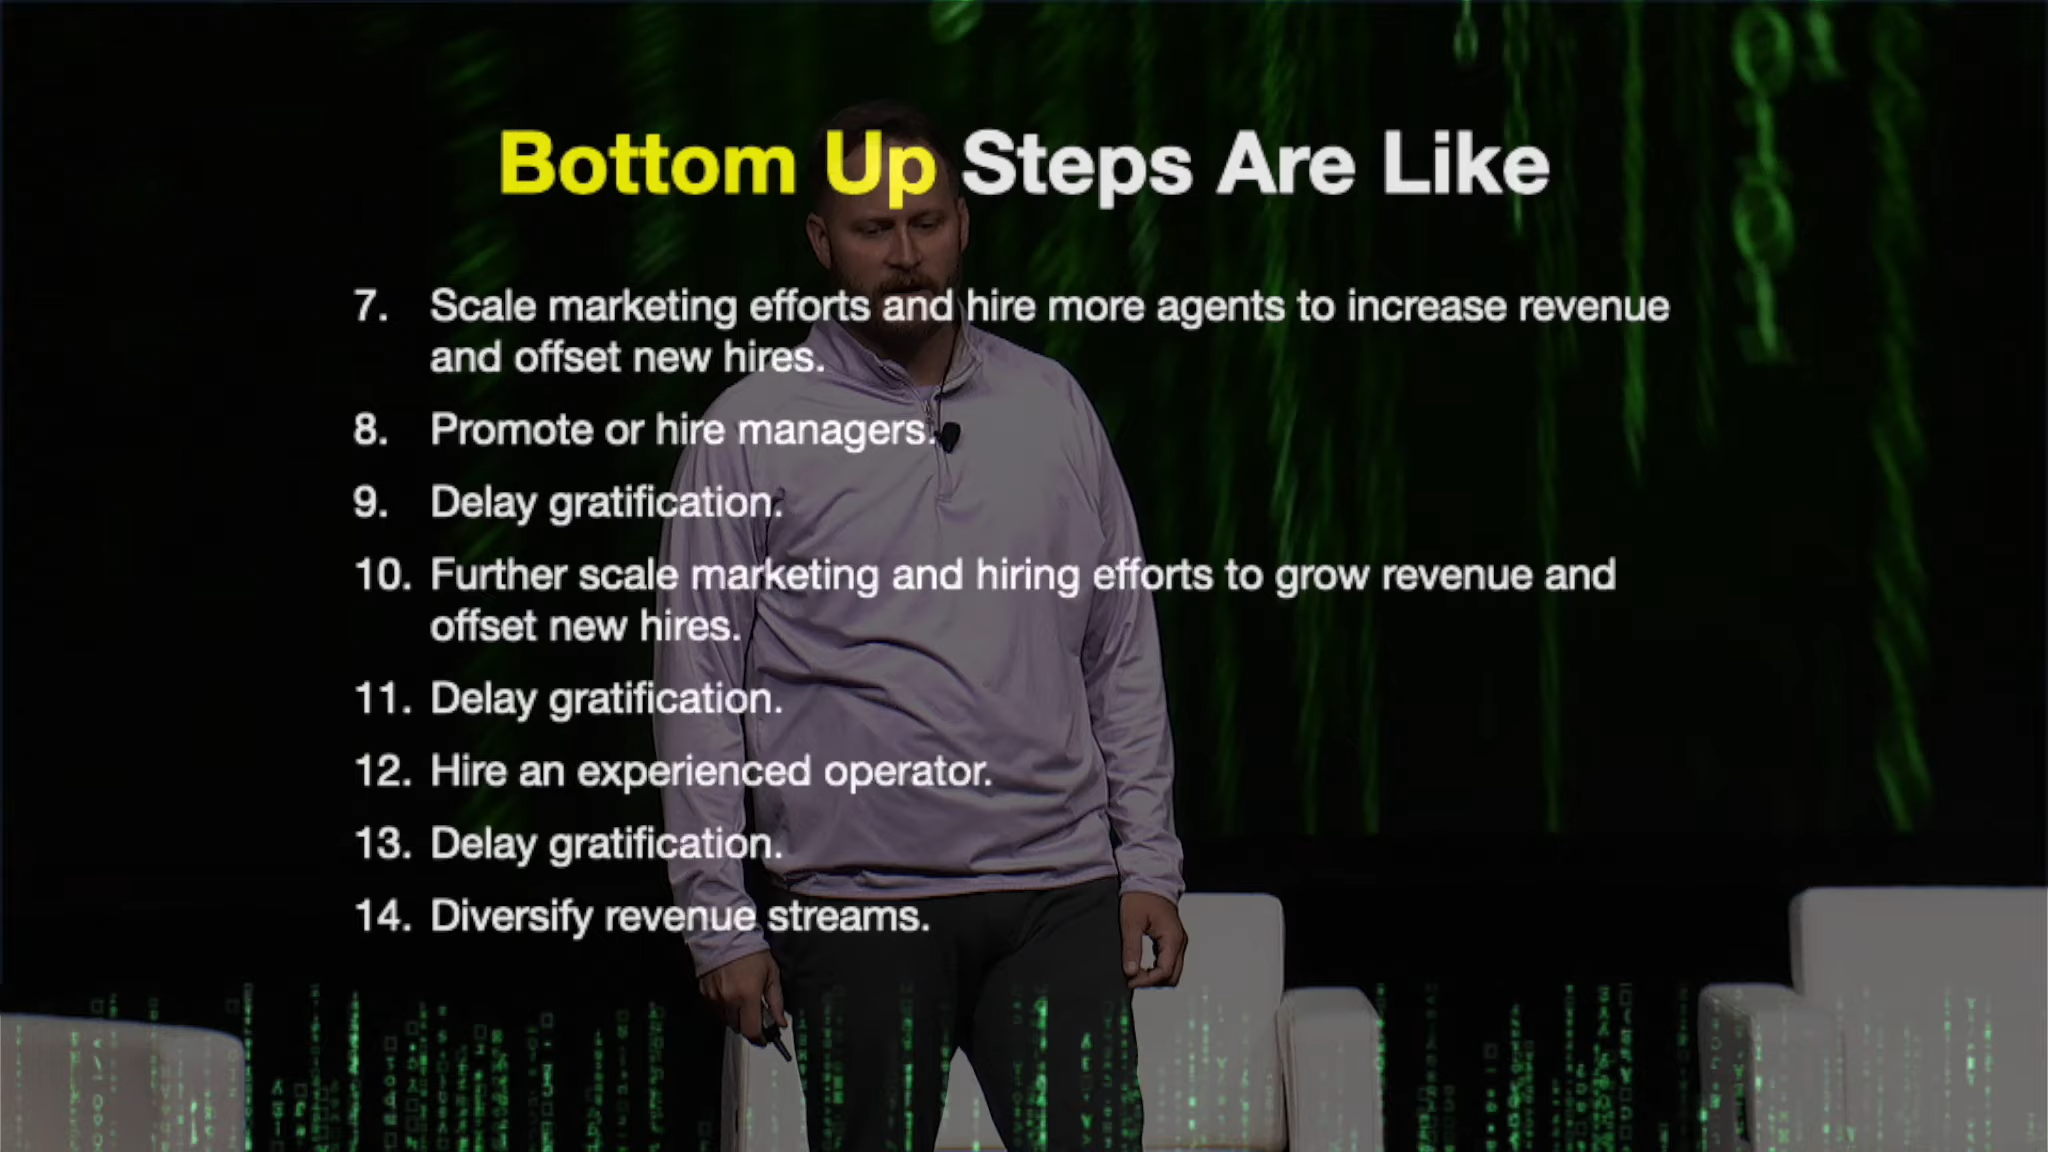 Bottom Up Steps Are Like
7. Scale marketing efforts and hire more agents to increase revenue
and offset new hires.
8. Promote or hire managers.
9. Delay gratification.
10. Further scale marketing and hiring efforts to grow revenue and
offset new hires.
11. Delay gratification.
12. Hire an experienced operator.
13. Delay gratification.
14. Diversify revenue streams.